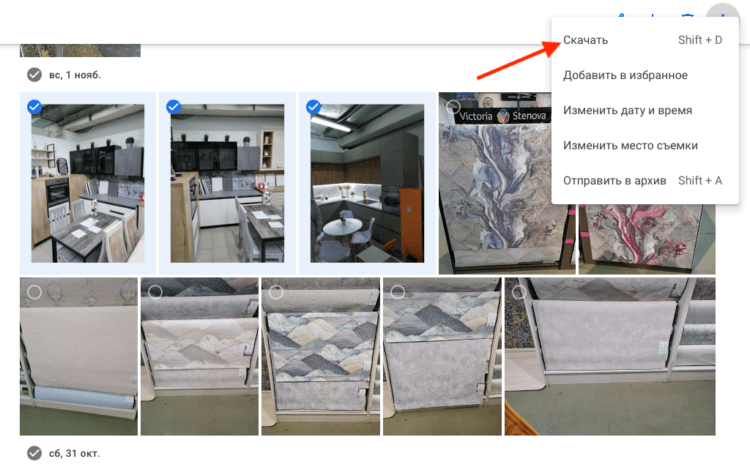 Скачать Shift + D
Добавить в избранное
Изменить дату и время
Изменить место съемки
Отправить в архив Shift + A
вс, 1 нояб.
Victoria Stenova
сб, 31 окт.